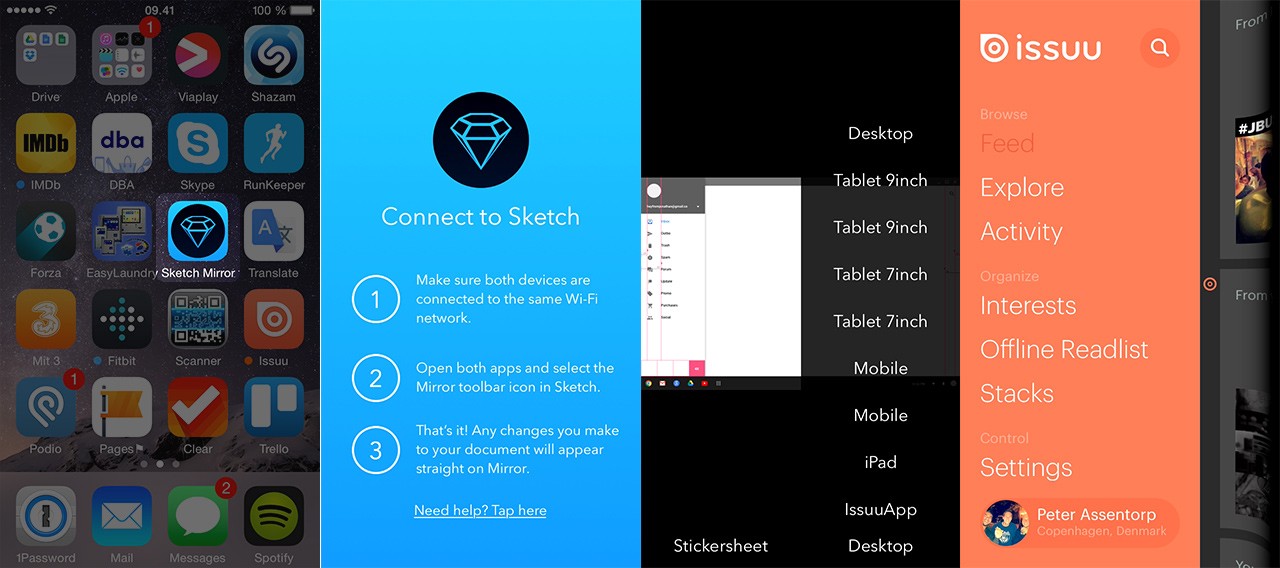 09.41
100 %
1
Drive
Apple
Viaplay
Shazam
IMDb
dba
IMDb
DBA
Skype
RunKeeper
Forza
EasyLaundry
Sketch Mirror
Translate
Mit 3
Fitbit
Scanner
Issuu
1
Podio
Pages
Clear
Trello
2
1Password
Mail
Messages
Spotify
Connect to Sketch
1
Make sure both devices are
connected to the same Wi-Fi
network.
2
Open both apps and select the
Mirror toolbar icon in Sketch.
3
That's it! Any changes you make
to your document will appear
straight on Mirror.
Need help? Tap here
Desktop
Tablet 9inch
Tablet 9inch
Tablet 7inch
Tablet 7inch
Mobile
Mobile
iPad
IssuuApp
Stickersheet
Desktop
issuu
Browse
Feed
Explore
Activity
Organize
Interests
Offline Readlist
Stacks
Control
Settings
Peter Assentorp
Copenhagen, Denmark
From
#JBU
From
You